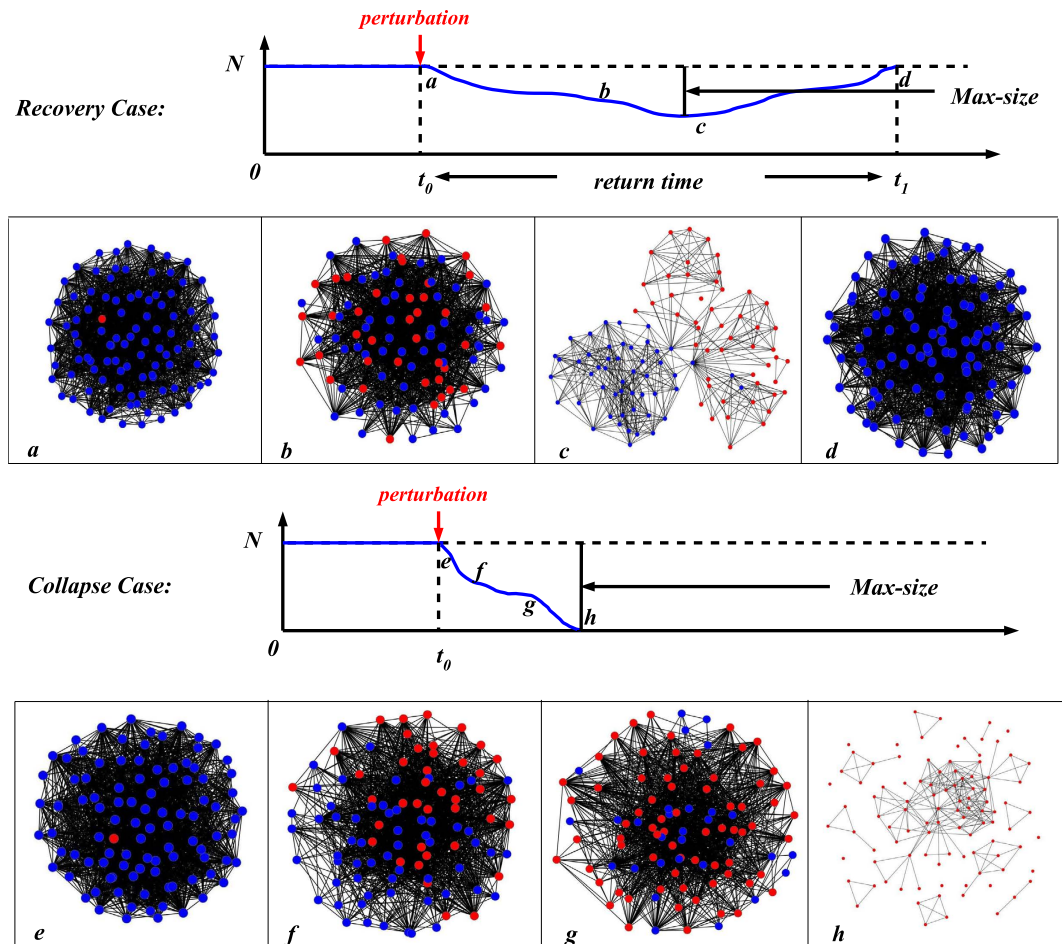 perturbation
N
a
b
c
d
Max-size
Recovery Case:
0
t0
return time
t1
a
b
c
d
perturbation
N
e
f
g
h
Max-size
Collapse Case:
0
t0
e
f
g
h